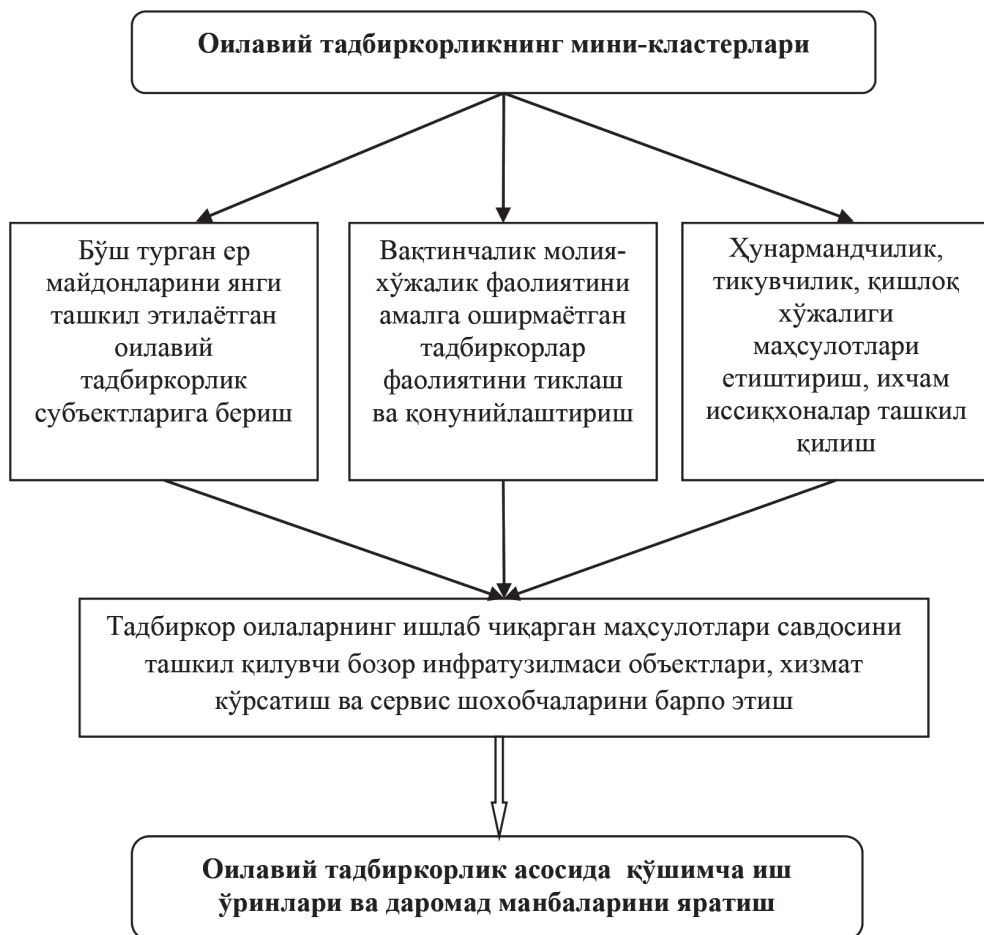 Оилавий тадбиркорликнинг мини-кластерлари
Бўш турган ер
майдонларини янги
ташкил этилаётган
оилавий
тадбиркорлик
субъектларига бериш
Вақтинчалик молия-
хўжалик фаолиятини
амалга оширмаётган
тадбиркорлар
фаолиятини тиклаш
ва қонунийлаштириш
Ҳунармандчилик,
тикувчилик, қишлоқ
хўжалиги
маҳсулотлари
етиштириш, ихчам
иссиқхоналар ташкил
қилиш
Тадбиркор оилаларнинг ишлаб чиқарган маҳсулотлари савдосини
ташкил қилувчи бозор инфратузилмаси объектлари, хизмат
кўрсатиш ва сервис шохобчаларини барпо этиш
Оилавий тадбиркорлик асосида қўшимча иш
ўринлари ва даромад манбаларини яратиш